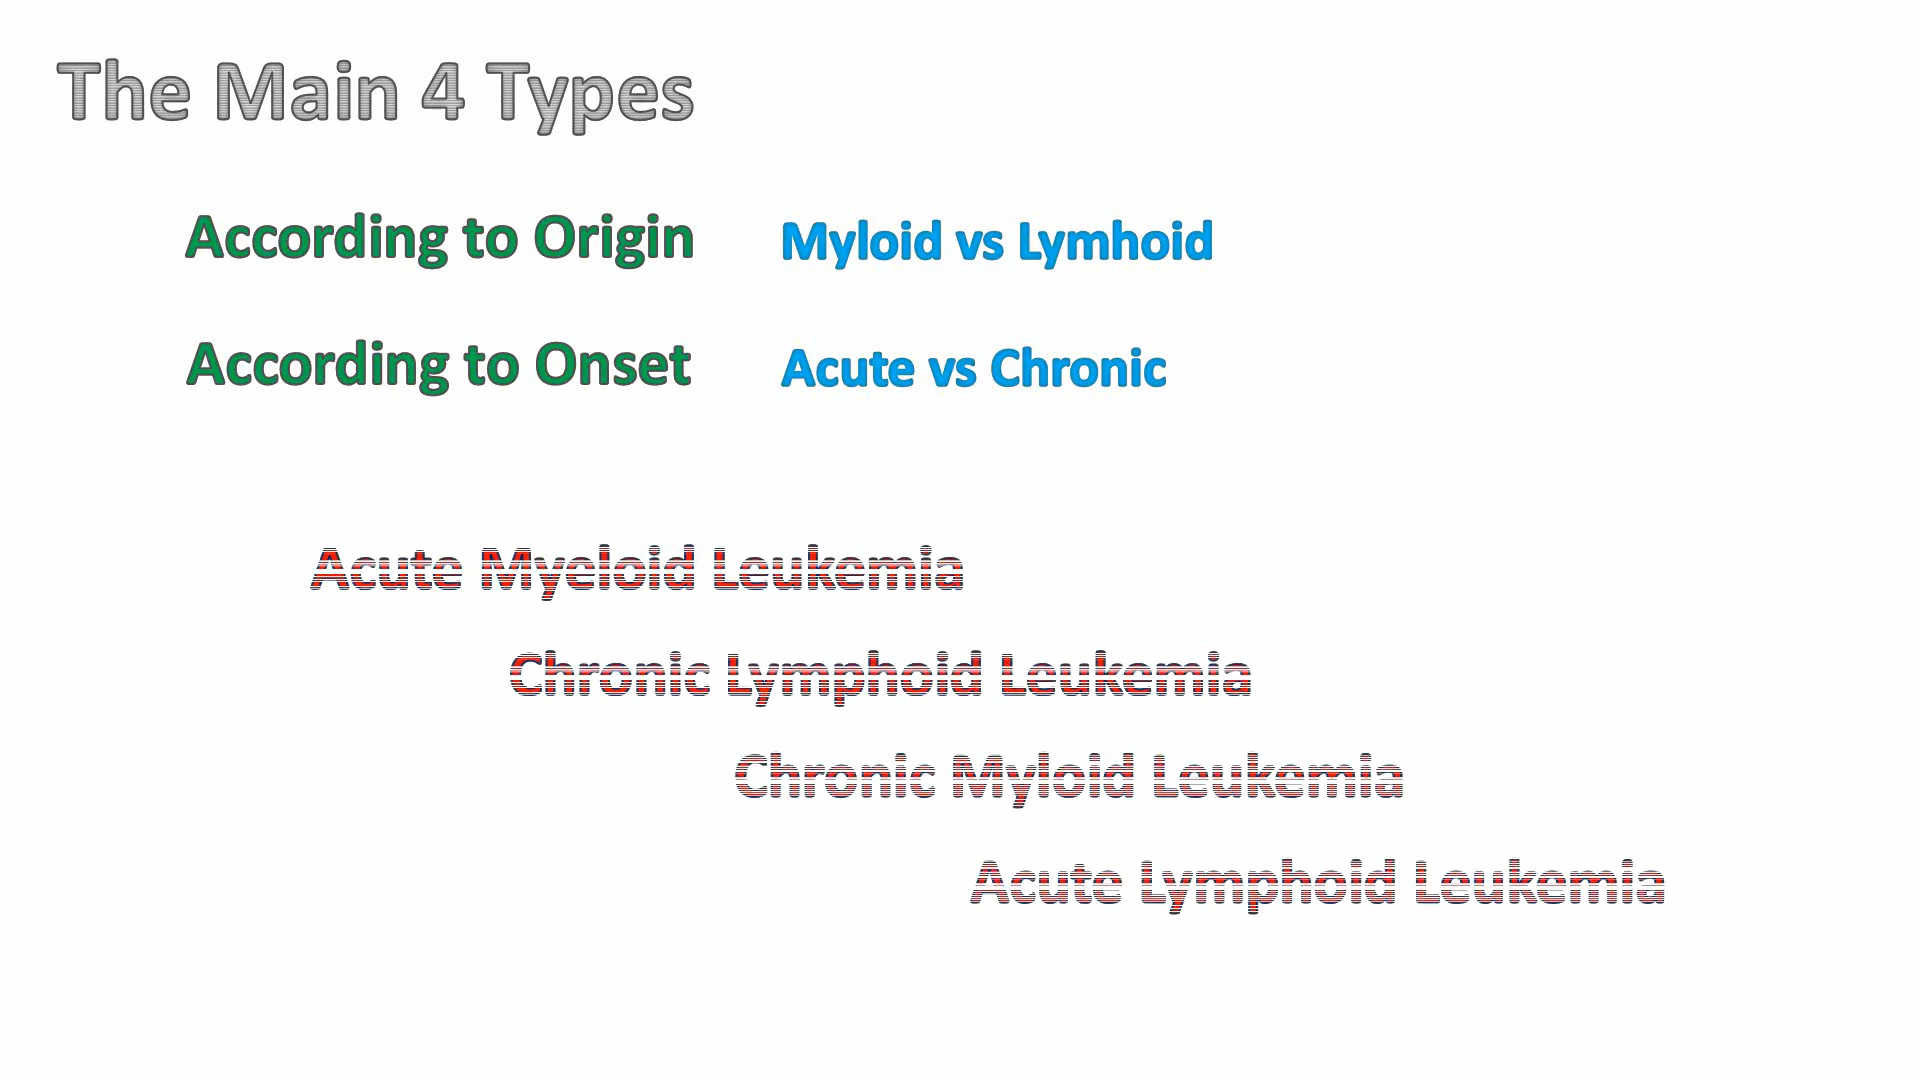 The Main 4 Types
According to Origin Myloid vs Lymhoid
According to Onset Acute vs Chronic
Acute Myeloid Leukemia
Chronic Lymphoid Leukemia
Chronic Myloid Leukemia
Acute Lymphoid Leukemia